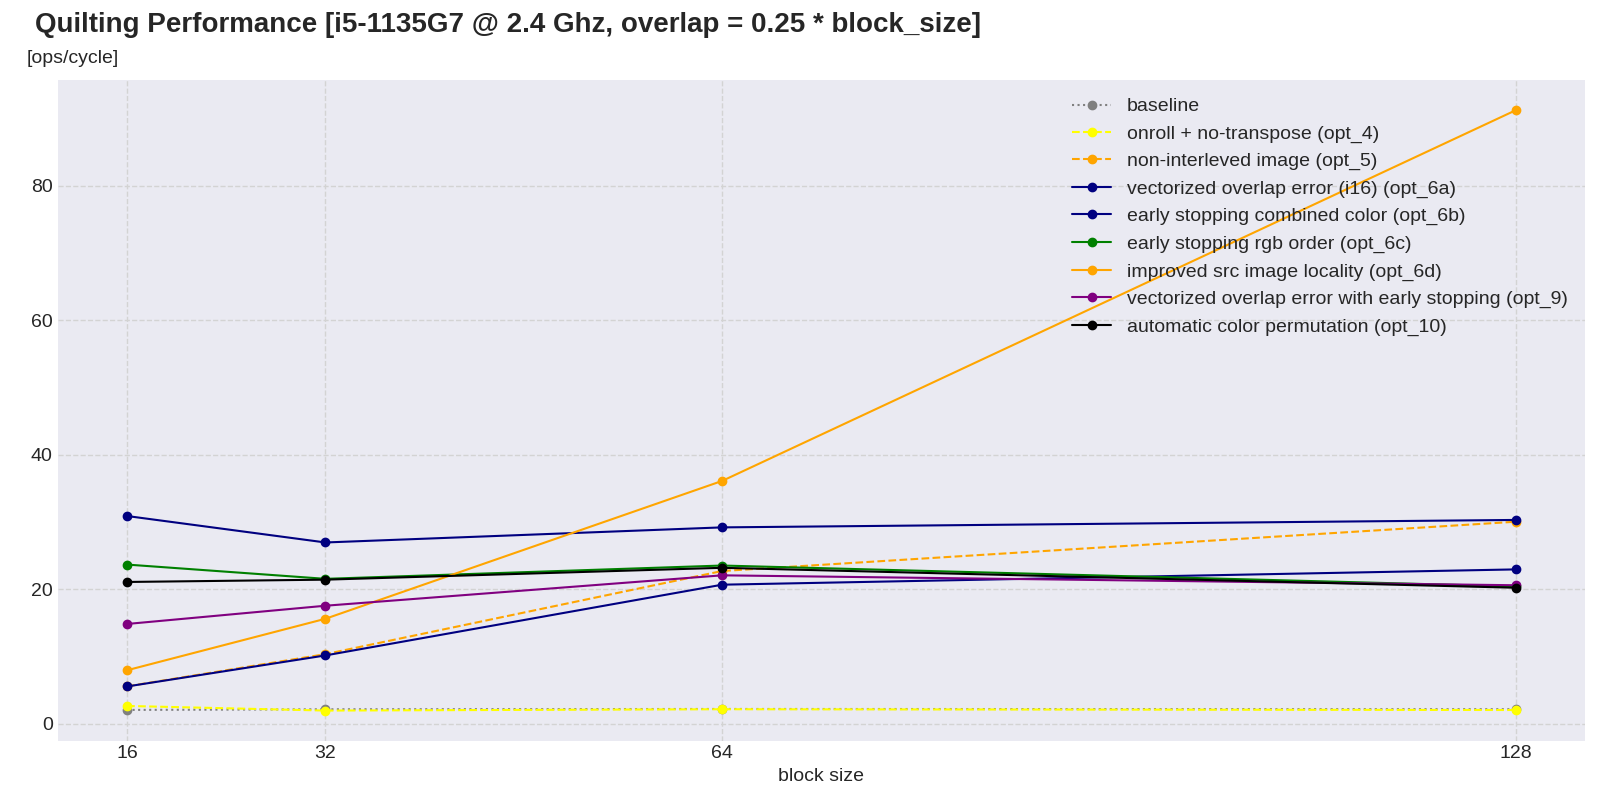 Quilting Performance [i5-1135G7 @ 2.4 Ghz, overlap = 0.25 * block_size]
[ops/cycle]
baseline
onroll + no-transpose (opt_4)
non-interleved image (opt_5)
vectorized overlap error (i16) (opt_6a)
early stopping combined color (opt_6b)
early stopping rgb order (opt_6c)
improved src image locality (opt_6d)
vectorized overlap error with early stopping (opt_9)
automatic color permutation (opt_10)
80
60
40
20
0
16 32 64 128
block size